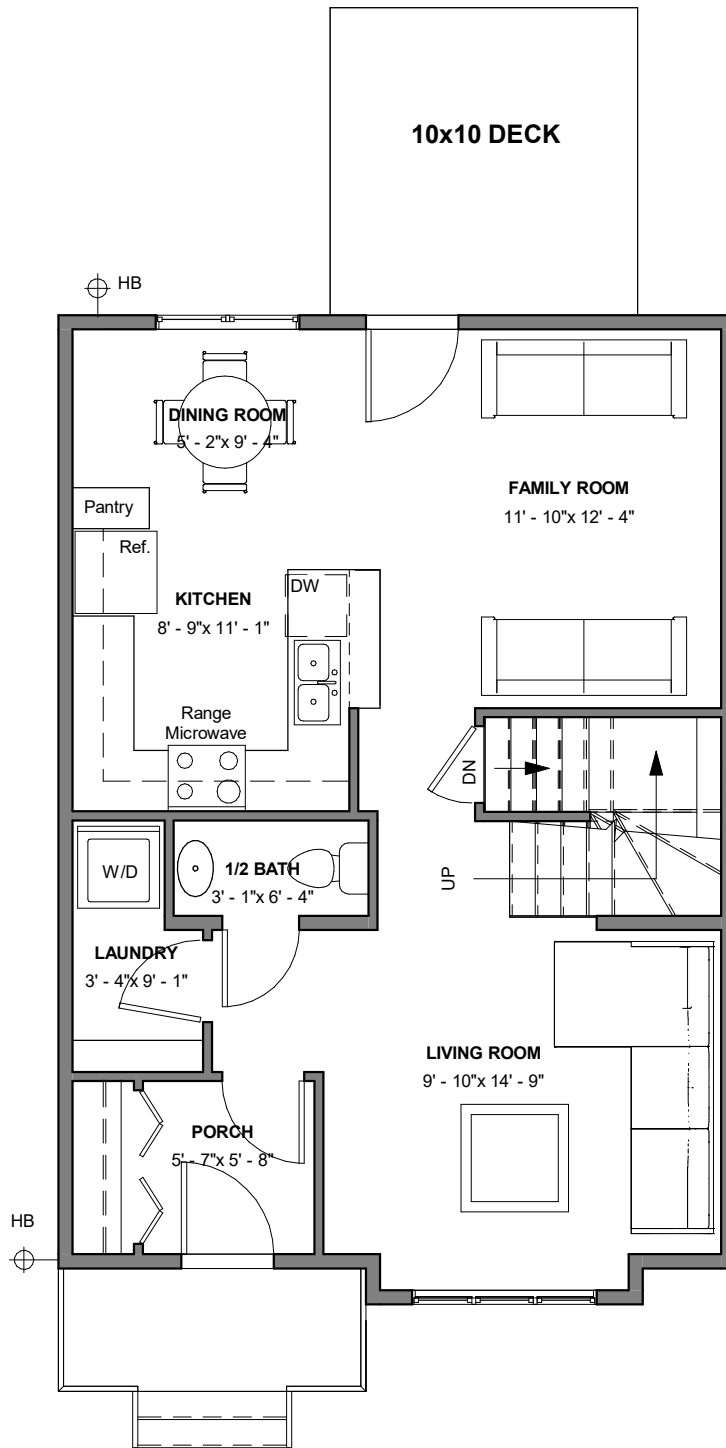 10x10 DECK
HB
DINING ROOM
5' - 2"x 9' - 4"
FAMILY ROOM
11' - 10"x 12' - 4"
Pantry
Ref.
DW
KITCHEN
8' - 9"x 11' - 1"
Range
Microwave
DN
UP
W/D
1/2 BATH
3' - 1"x 6' - 4"
LAUNDRY
3' - 4"x 9' - 1"
LIVING ROOM
9' - 10"x 14' - 9"
PORCH
5' - 7"x 5' - 8"
HB